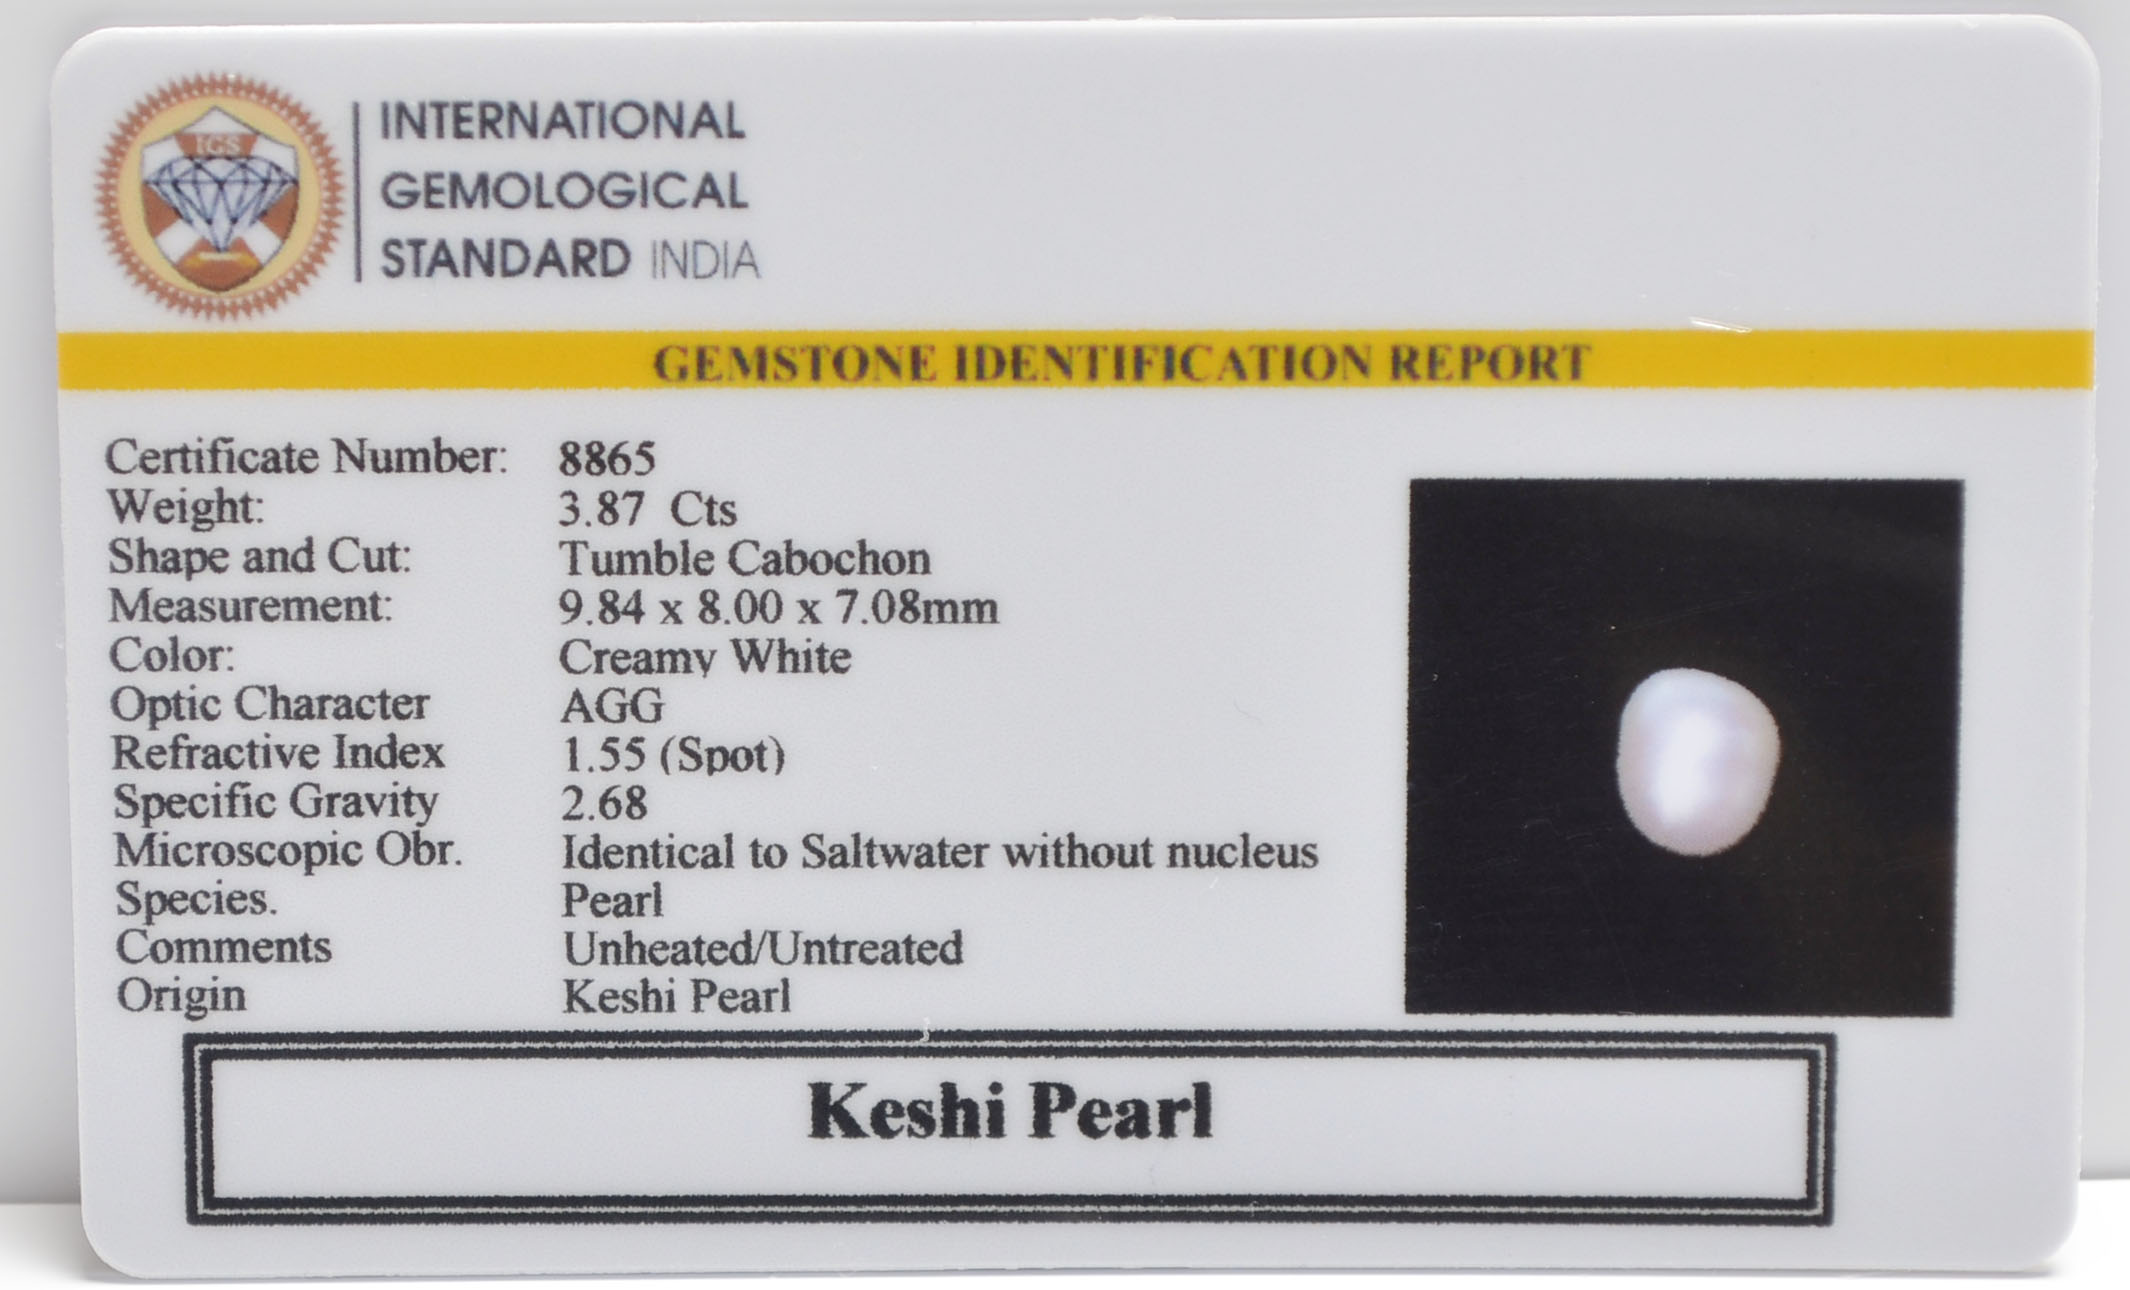 IGS
INTERNATIONAL
GEMOLOGICAL
STANDARD INDIA
GEMSTONE IDENTIFICATION REPORT
Certificate Number: 8865
Weight: 3.87 Cts
Shape and Cut: Tumble Cabochon
Measurement: 9.84 x 8.00 x 7.08mm
Color: Creamy White
Optic Character AGG
Refractive Index 1.55 (Spot)
Specific Gravity 2.68
Microscopic Obr. Identical to Saltwater without nucleus
Species. Pearl
Comments Unheated/Untreated
Origin Keshi Pearl
Keshi Pearl